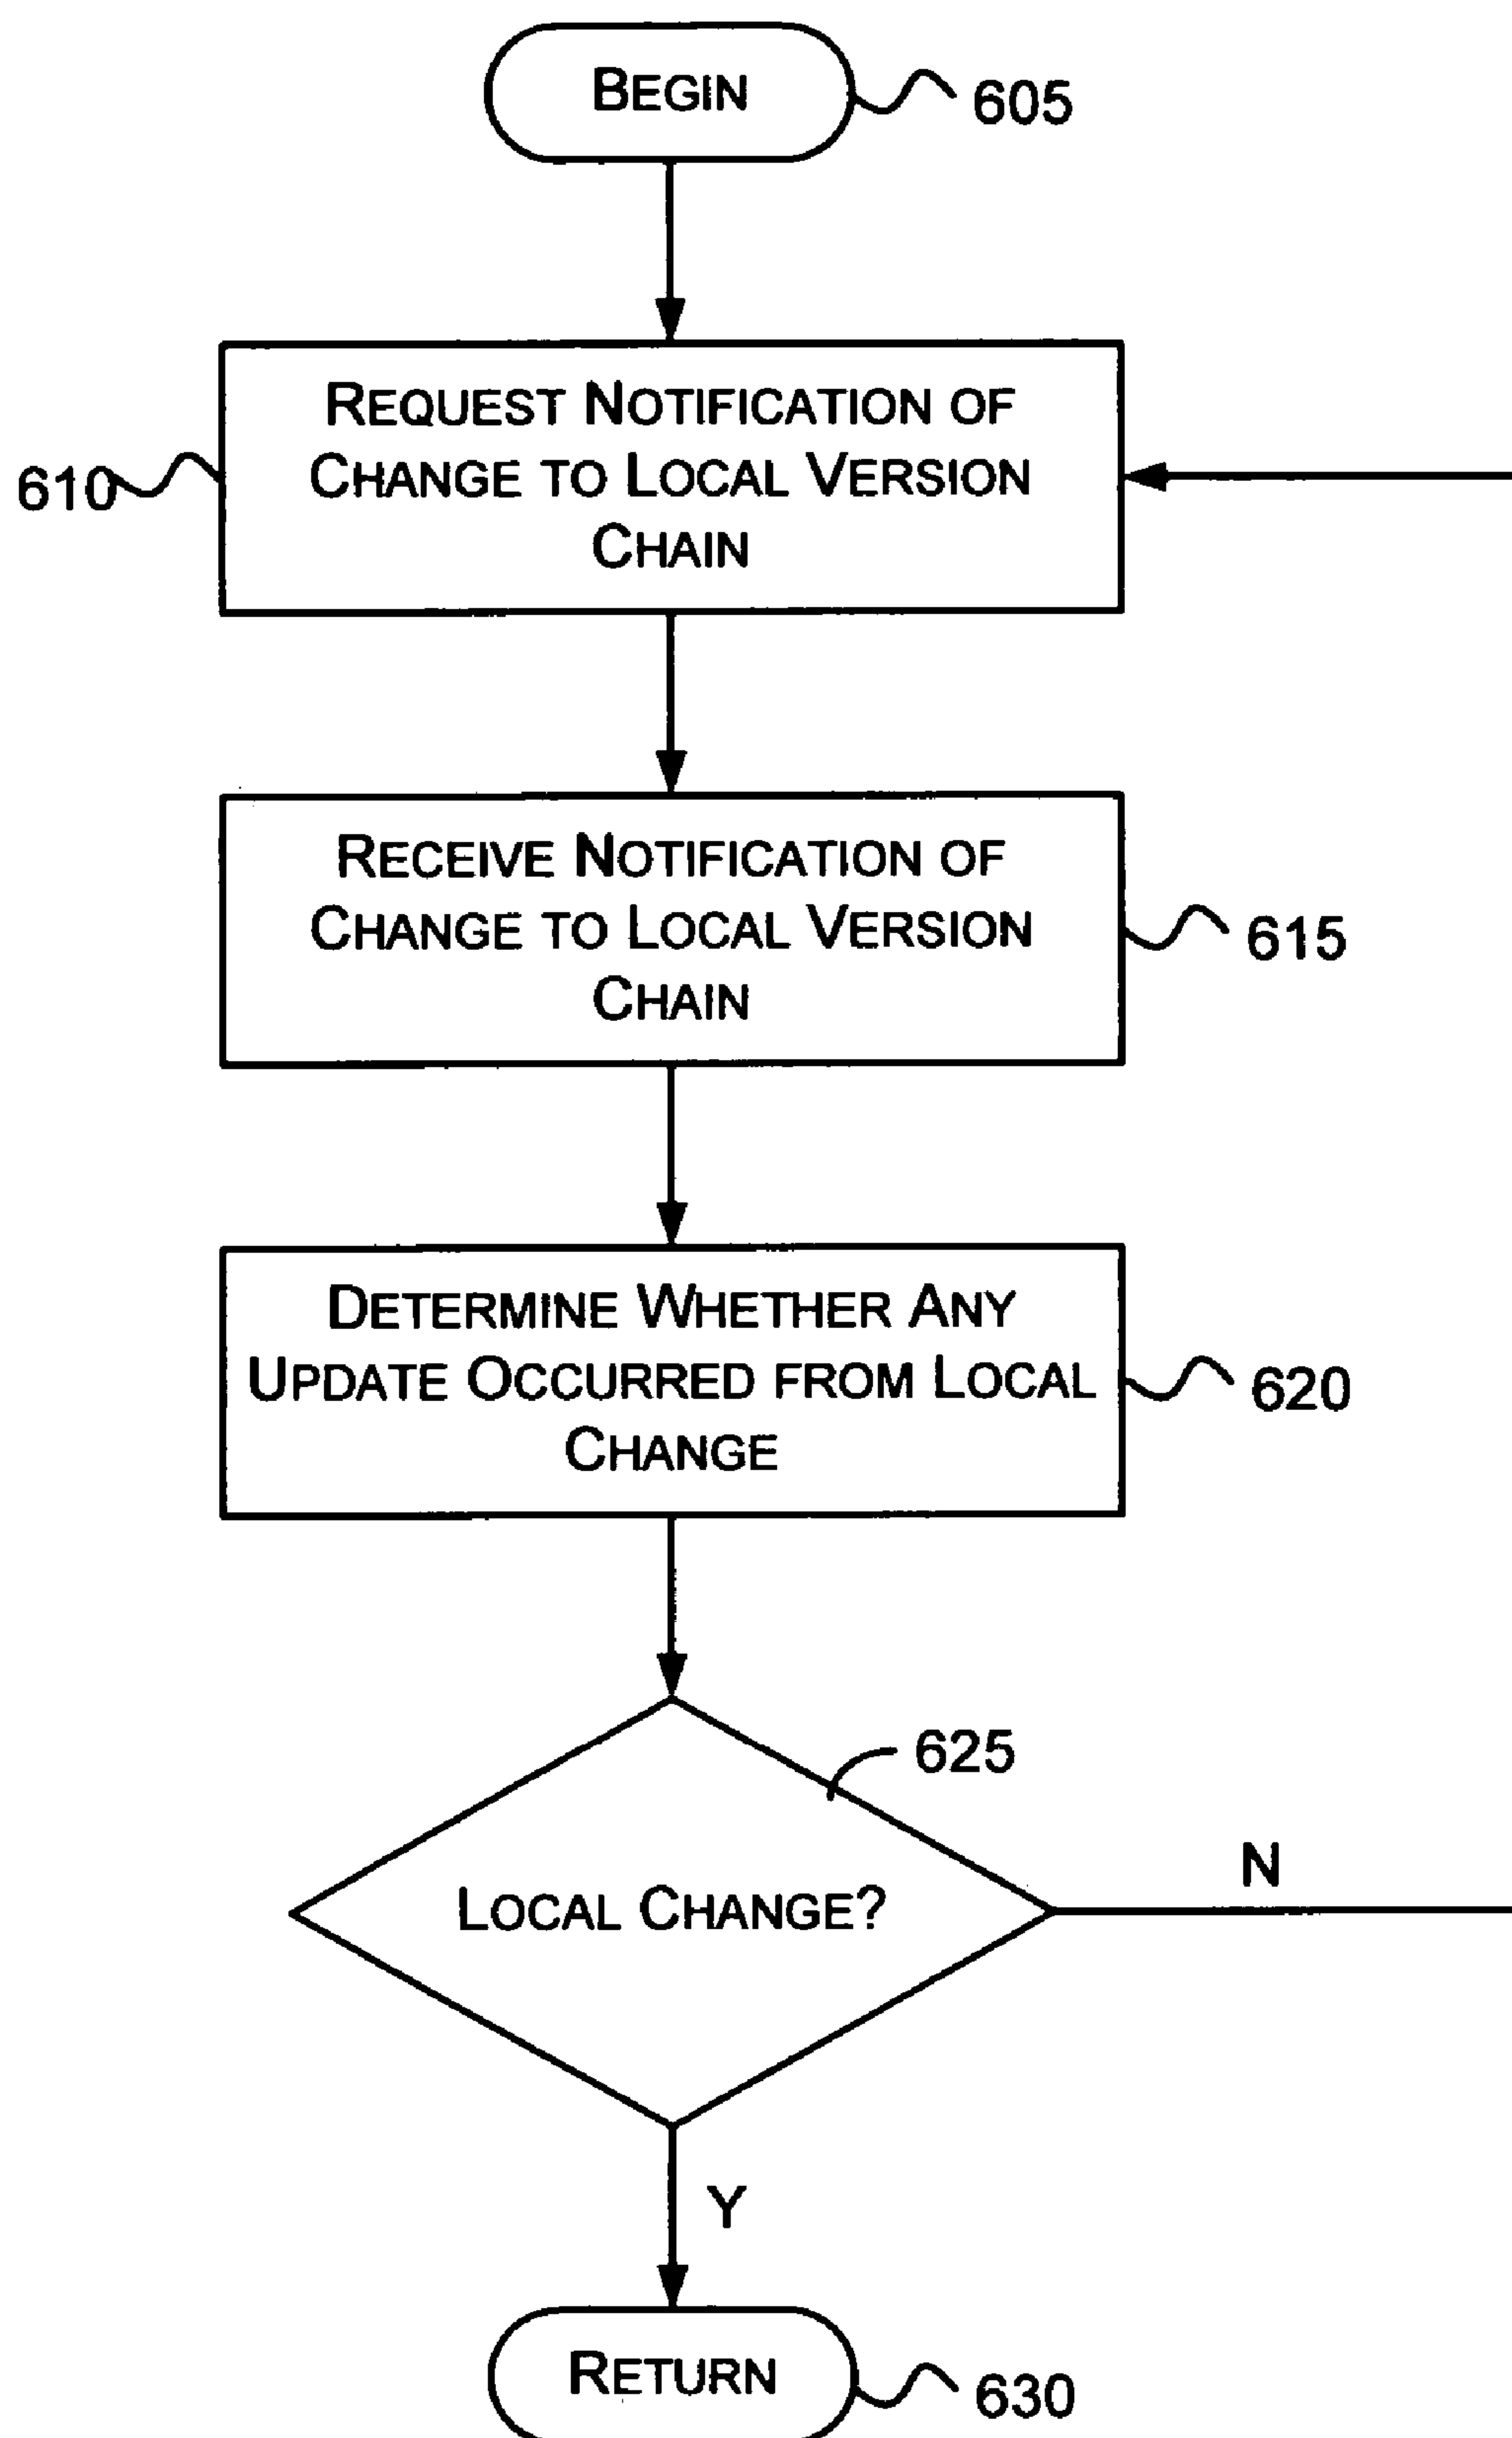 BEGIN
605
REQUEST NOTIFICATION OF
CHANGE TO LOCAL VERSION
CHAIN
610
RECEIVE NOTIFICATION OF
CHANGE TO LOCAL VERSION
CHAIN
615
DETERMINE WHETHER ANY
UPDATE OCCURRED FROM LOCAL
CHANGE
620
625
LOCAL CHANGE?
N
Y
RETURN
630